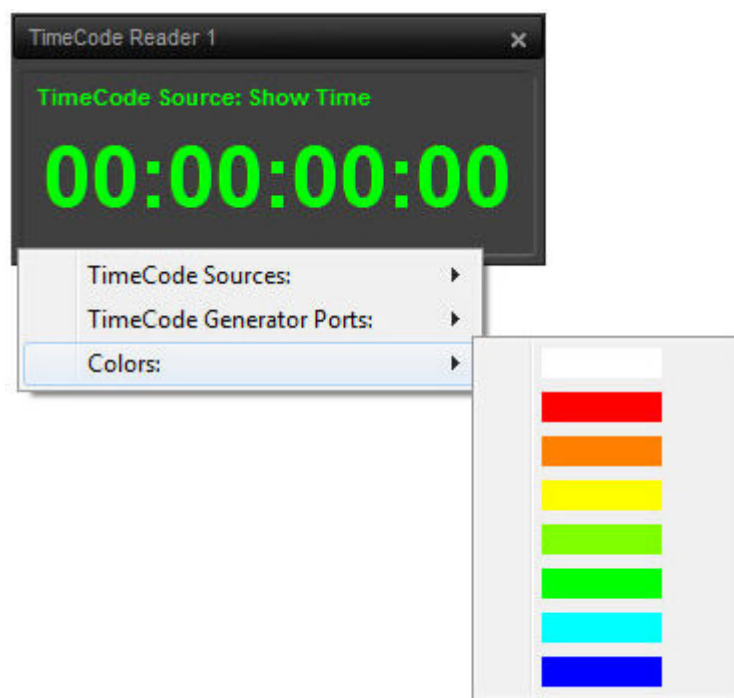 TimeCode Reader 1
TimeCode Source: Show Time
00:00:00:00
TimeCode Sources:
TimeCode Generator Ports:
Colors: